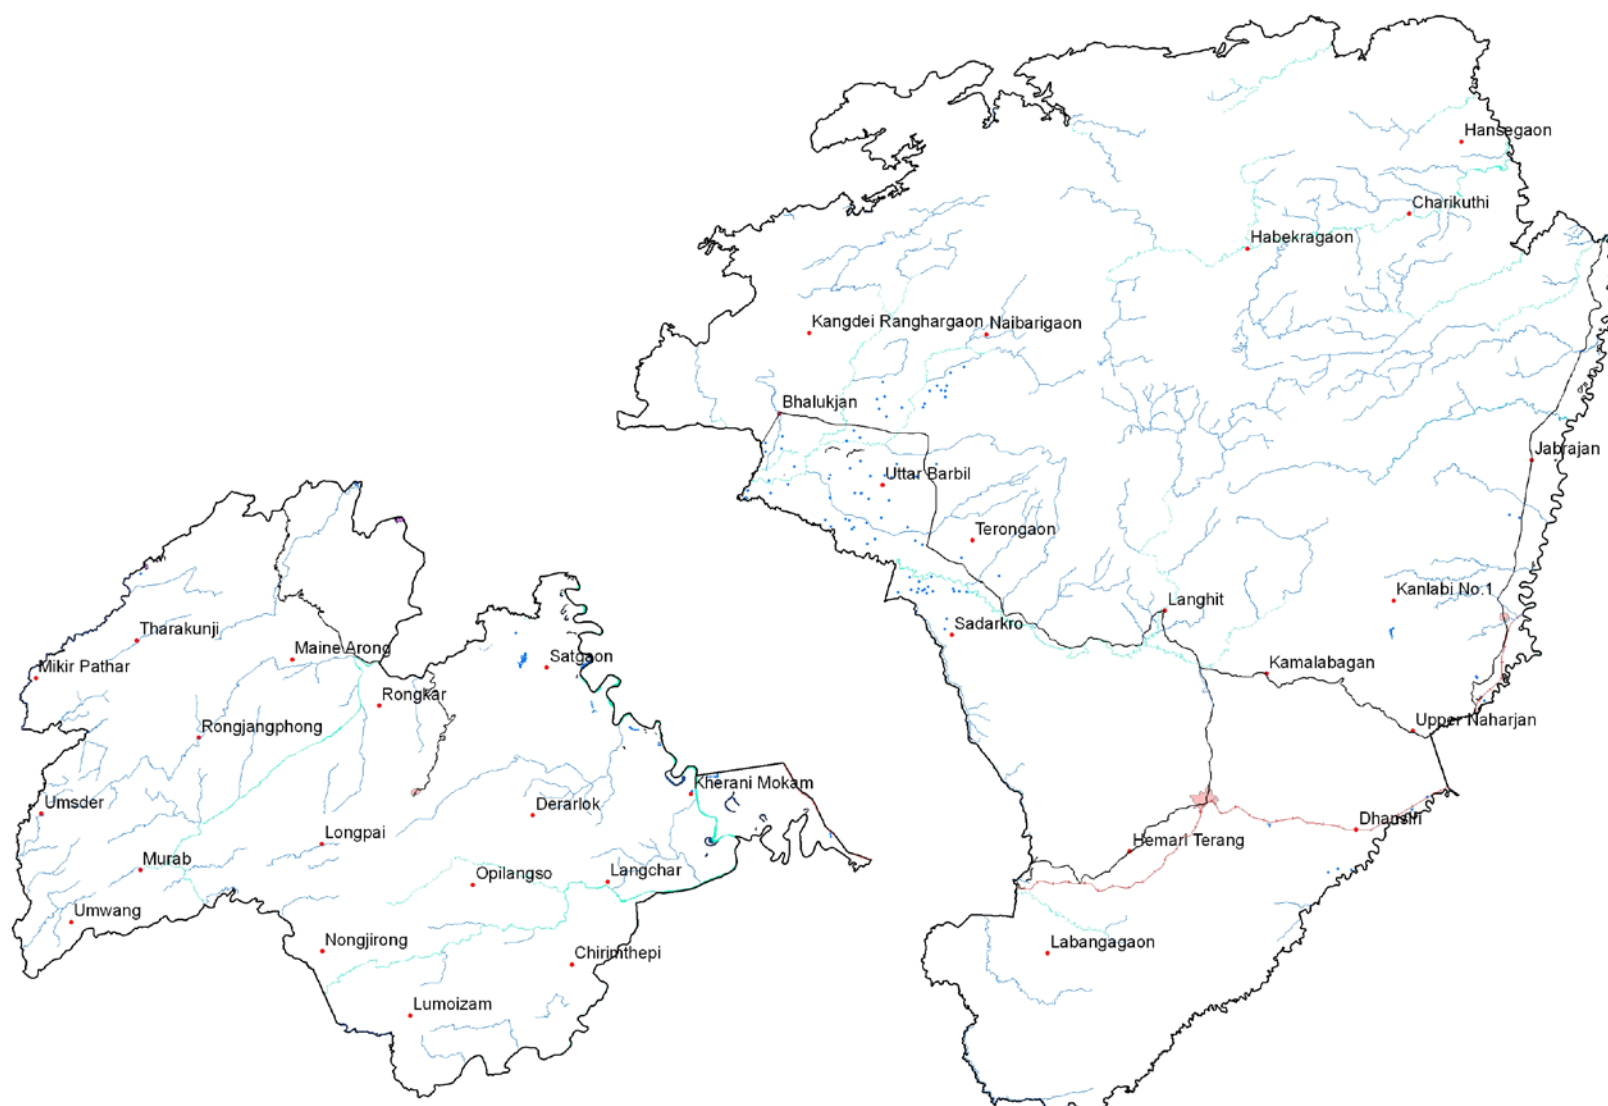 Hansegaon
Charikuthi
Habekragaon
Kangdei Ranghargaon
Naibarigaon
Bhalukjan
Jabrajan
Uttar Barbil
Terongaon
Kanlabi No.1
Langhit
Sadarkro
Tharakunji
Maine Arong
Satgaon
Mikir Pathar
Kamalabagan
Rongkar
Upper Naharjan
Rongjangphong
Kherani Mokam
Umsder
Derarlok
Dhansiri
Longpai
Hemari Terang
Murab
Opilangso
Langchar
Umwang
Nongjirong
Labangagaon
Chirimthepi
Lumoizam